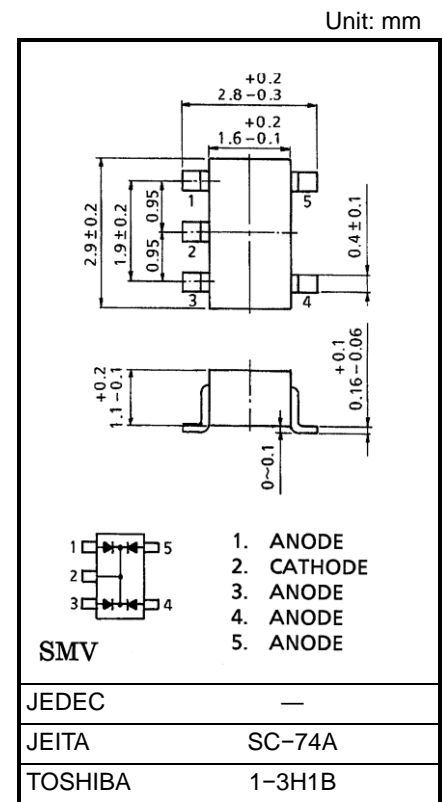 Unit: mm
+0.2
2.8−0.3
+0.2
1.6−0.1
2.9±0.2
1.9±0.2
0.95
0.95
1
2
3
5
4
0.4±0.1
+0.2
1.1−0.1
+0.1
0.16−0.06
0~0.1
1
2
3
5
4
1. ANODE
2. CATHODE
3. ANODE
4. ANODE
5. ANODE
SMV
JEDEC —
JEITA SC−74A
TOSHIBA 1−3H1B